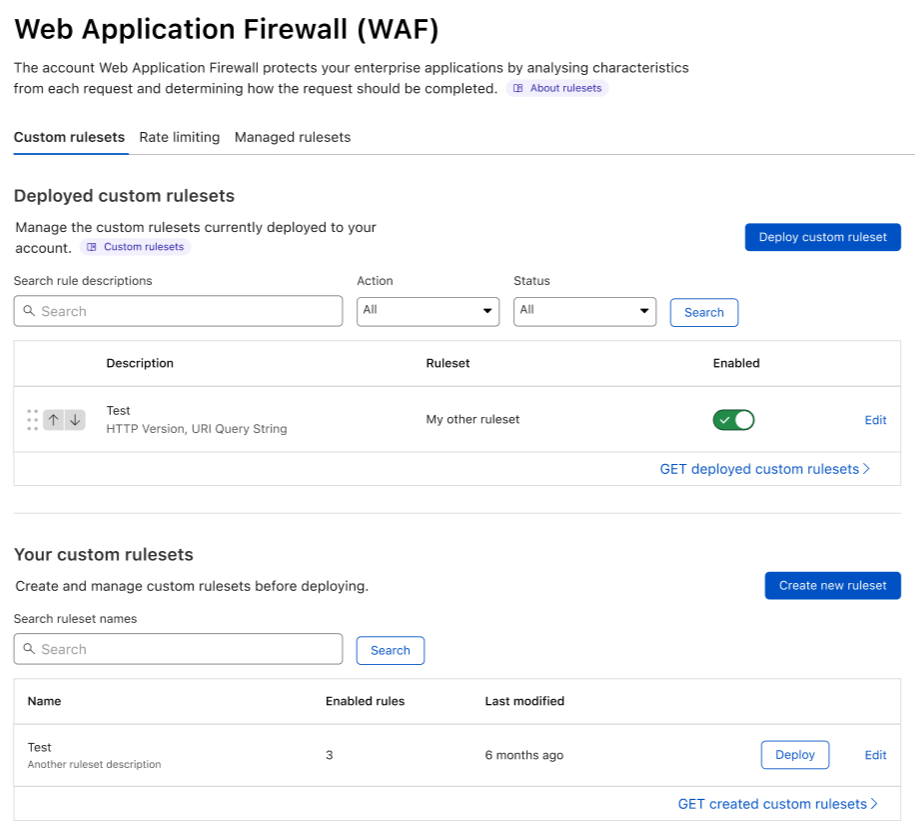 Web Application Firewall (WAF)
The account Web Application Firewall protects your enterprise applications by analysing characteristics
from each request and determining how the request should be completed. About rulesets
Custom rulesets Rate limiting Managed rulesets
Deployed custom rulesets
Manage the custom rulesets currently deployed to your
account. Custom rulesets
Deploy custom ruleset
Search rule descriptions Action Status
Search All All Search
Description Ruleset Enabled
Test
HTTP Version, URI Query String
My other ruleset
Edit
GET deployed custom rulesets
Your custom rulesets
Create and manage custom rulesets before deploying.
Create new ruleset
Search ruleset names
Search Search
Name Enabled rules Last modified
Test
Another ruleset description
3 6 months ago Deploy Edit
GET created custom rulesets